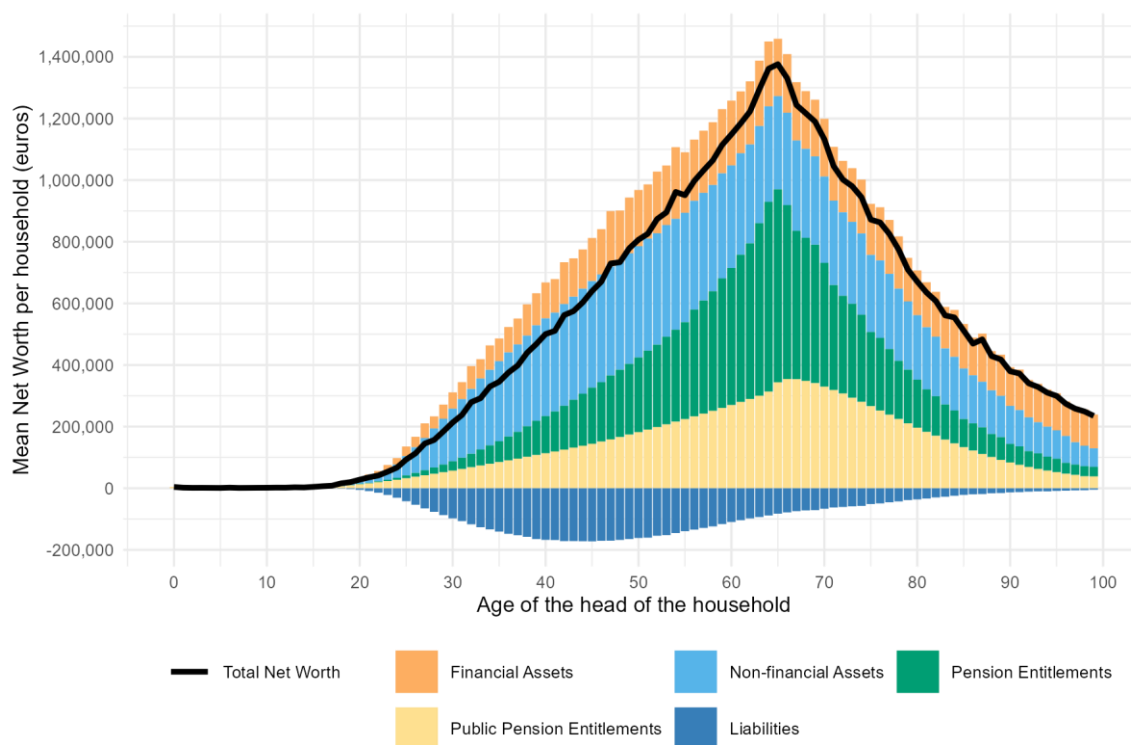 Mean Net Worth per household (euros)
1,400,000
1,200,000
1,000,000
800,000
600,000
400,000
200,000
0
-200,000
0 10 20 30 40 50 60 70 80 90 100
Age of the head of the household
Total Net Worth Financial Assets Non-financial Assets Pension Entitlements
Public Pension Entitlements Liabilities